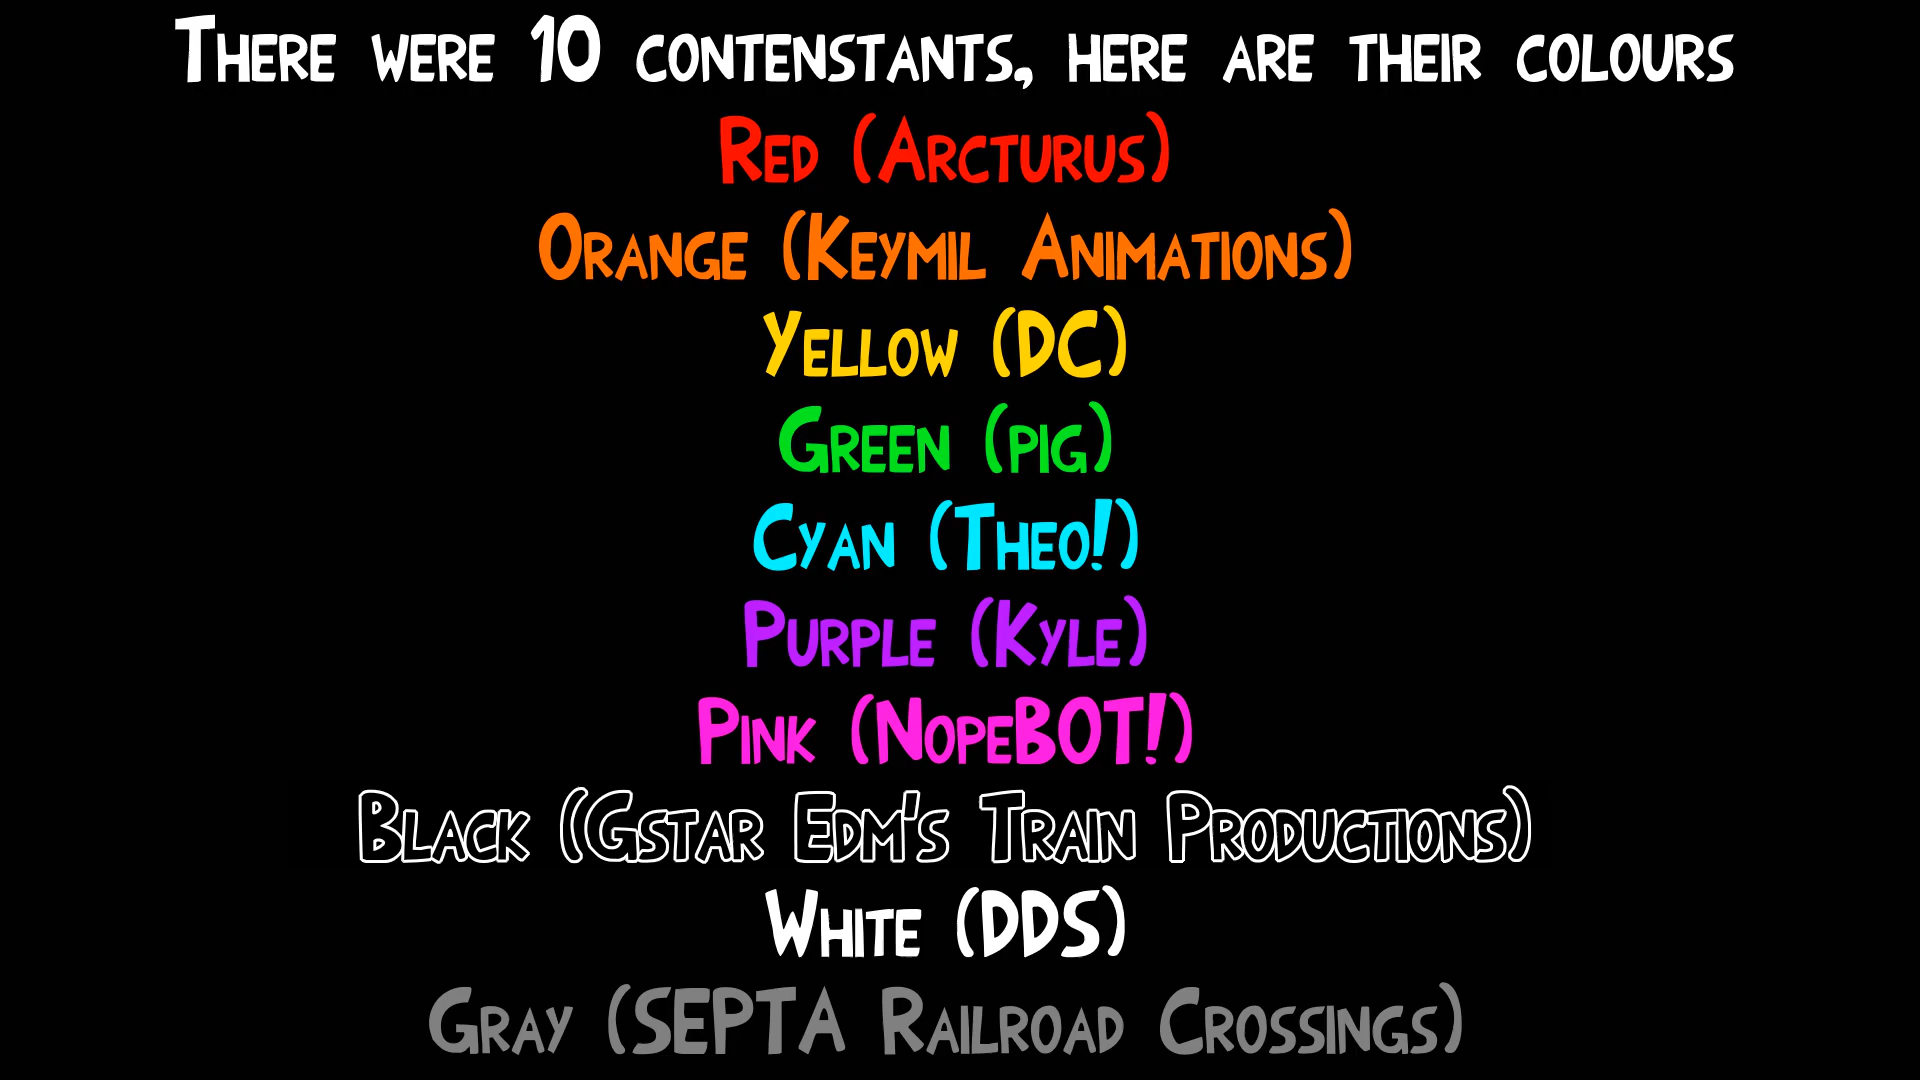 There were 10 contenstants, here are their colours
Red (Arcturus)
Orange (Keymil Animations)
Yellow (DC)
Green (pig)
Cyan (Theo!)
Purple (Kyle)
Pink (NopeBOT!)
Black (Gstar Edm's Train Productions)
White (DDS)
Gray (SEPTA Railroad Crossings)